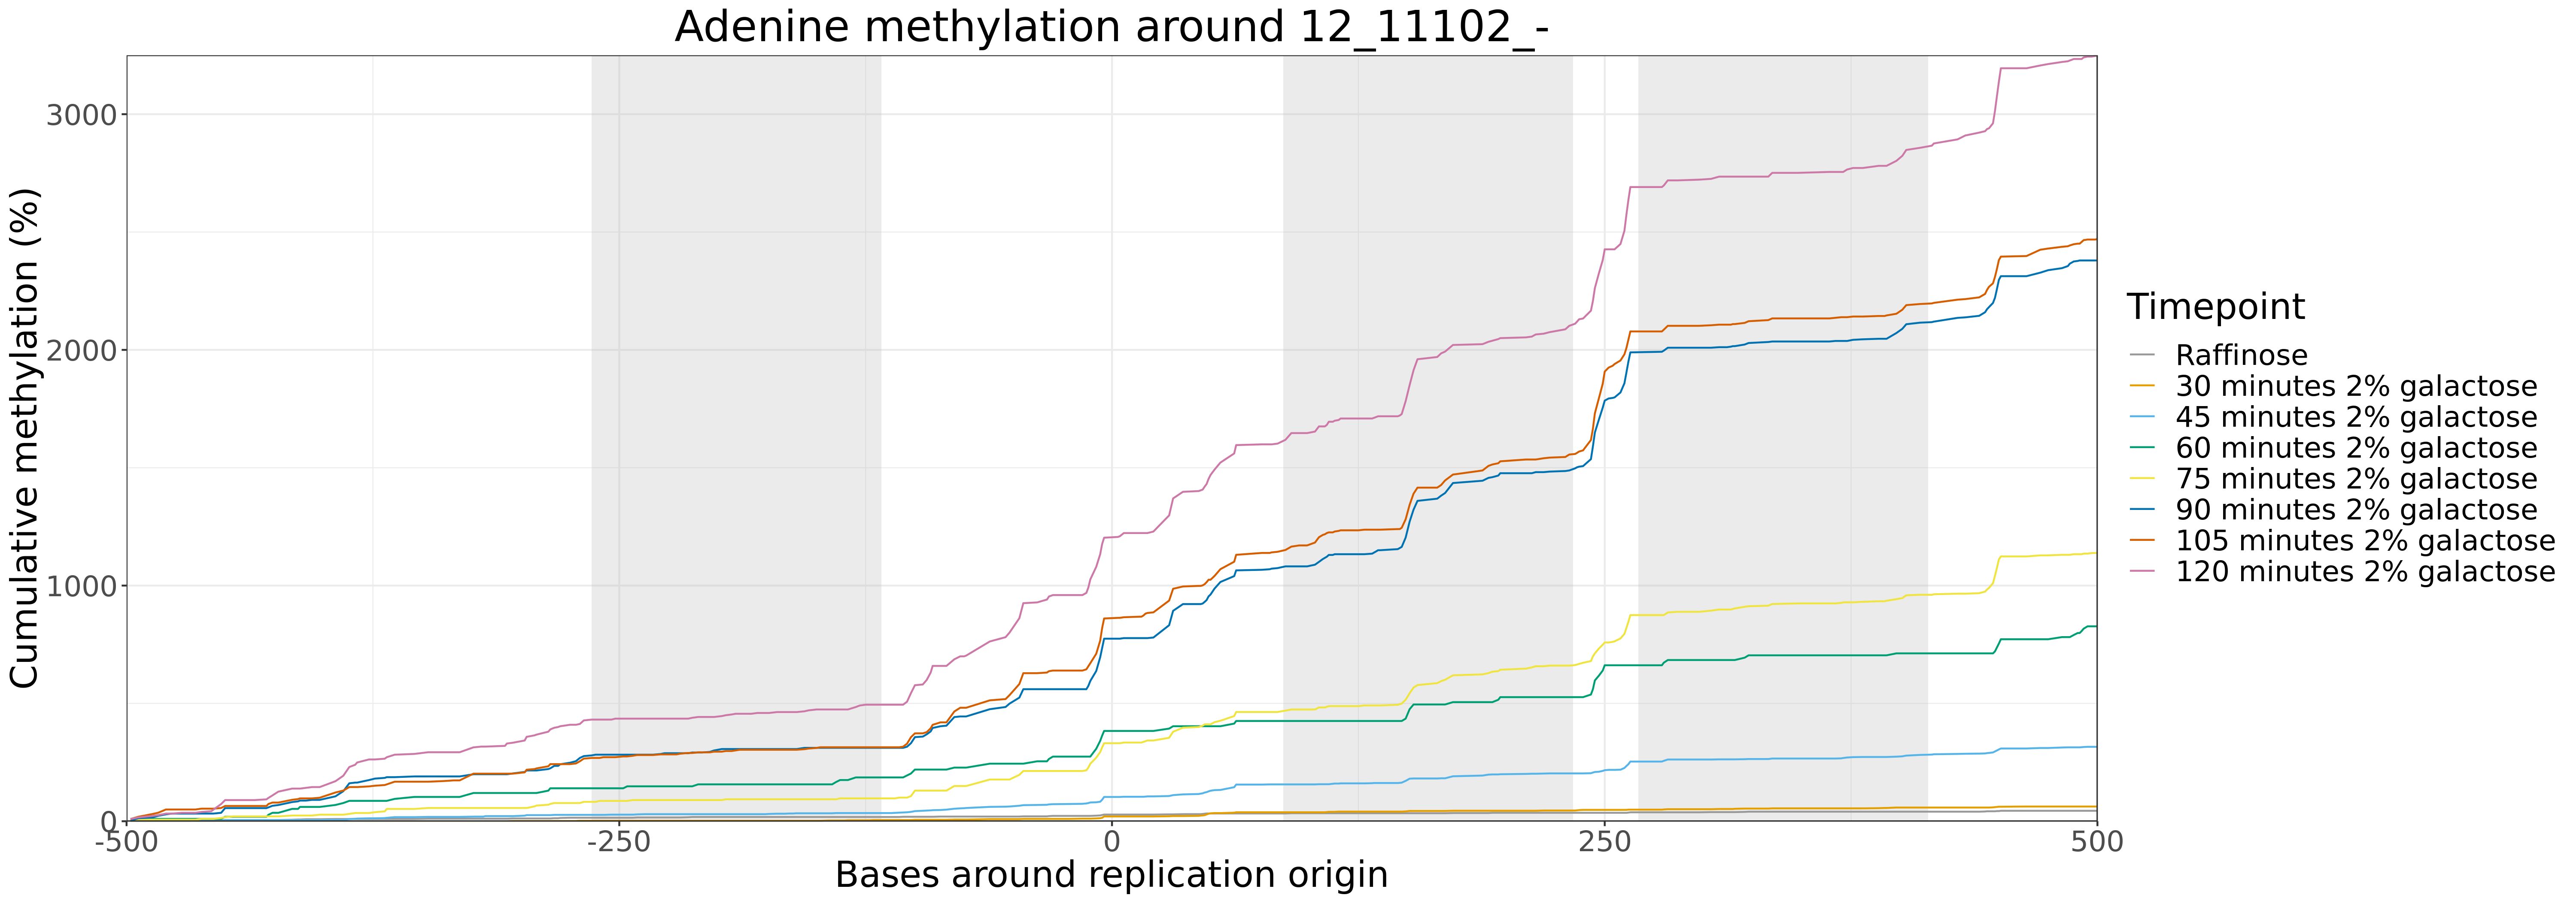 Adenine methylation around 12_11102_-
Cumulative methylation (%)
3000
2000
1000
0
-500
-250
0
250
500
Bases around replication origin
Timepoint
Raffinose
30 minutes 2% galactose
45 minutes 2% galactose
60 minutes 2% galactose
75 minutes 2% galactose
90 minutes 2% galactose
105 minutes 2% galactose
120 minutes 2% galactose